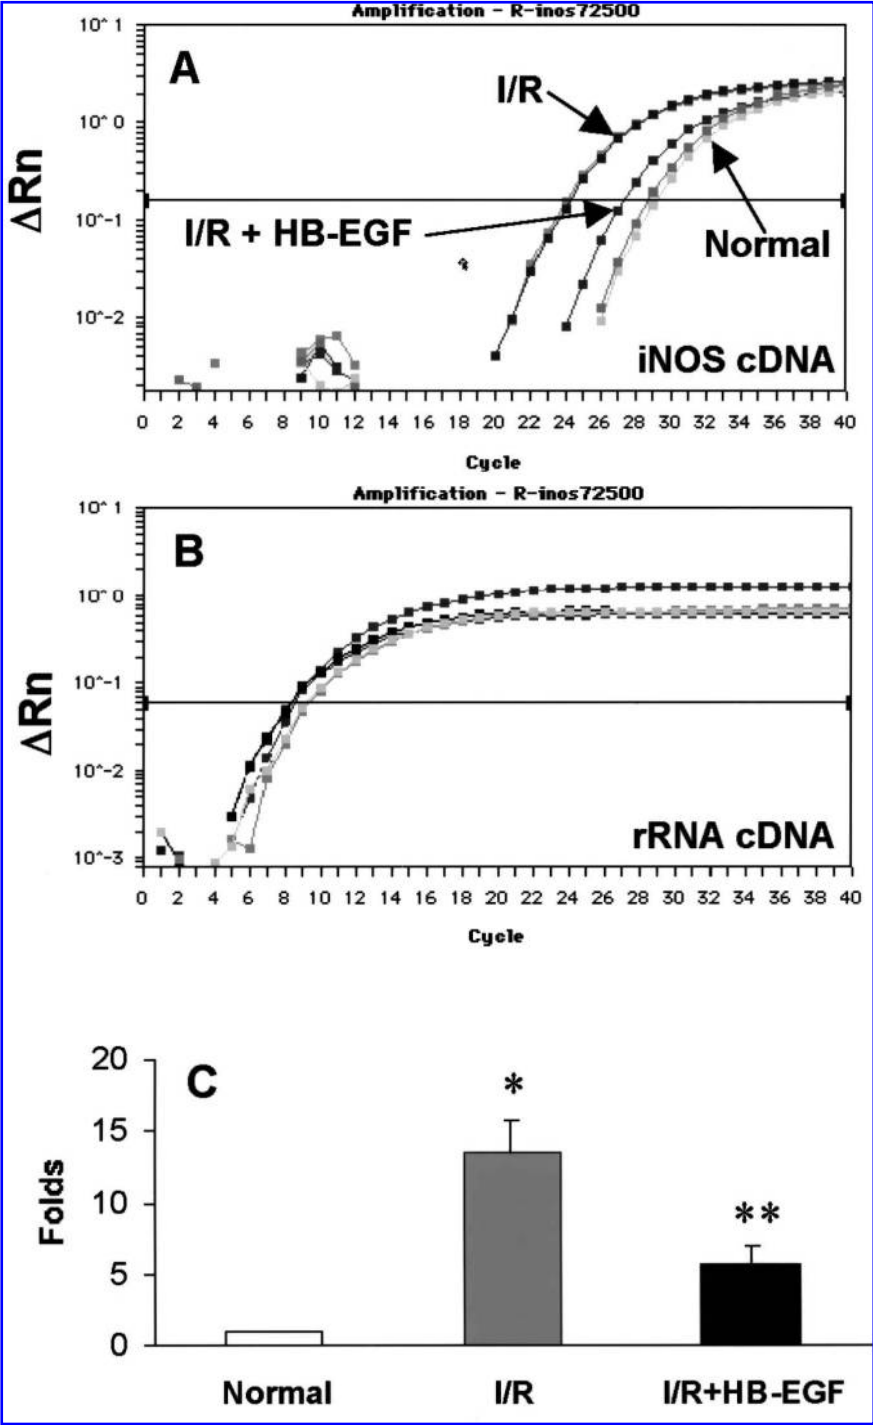 Amplification - R-inos72500
10^ 1
10^ 0
10^-1
10^-2
ΔRn
A
I/R
I/R + HB-EGF
Normal
iNOS cDNA
0 2 4 6 8 10 12 14 16 18 20 22 24 26 28 30 32 34 36 38 40
Cycle
Amplification - R-inos72500
10^ 1
10^ 0
10^-1
10^-2
10^-3
ΔRn
B
rRNA cDNA
0 2 4 6 8 10 12 14 16 18 20 22 24 26 28 30 32 34 36 38 40
Cycle
20
15
10
5
0
Folds
C
*
**
Normal I/R I/R+HB-EGF